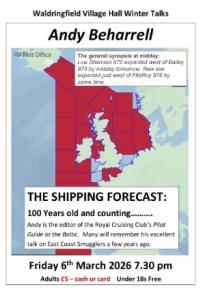 Waldringfield Village Hall Winter Talks
Andy Beharrell
Met Office
The general synopsis at midday:
Low Shannon 970 expected west of Bailey
976 by midday tomorrow. New low
expected just west of FitzRoy 978 by
same time
THE SHIPPING FORECAST:
100 Years old and counting..........
Andy is the editor of the Royal Cruising Club's Pilot
Guide to the Baltic. Many will remember his excellent
talk on East Coast Smugglers a few years ago.
Friday 6th March 2026 7.30 pm
Adults £5 – cash or card Under 18s Free